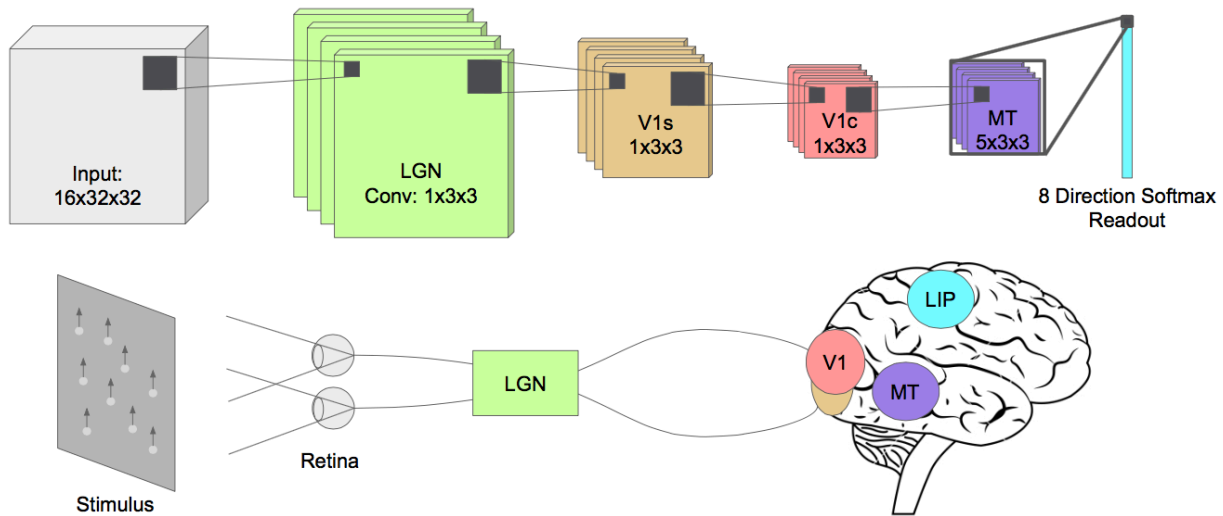 Input:
16x32x32
LGN
Conv: 1x3x3
V1s
1x3x3
V1c
1x3x3
MT
5x3x3
8 Direction Softmax
Readout
Stimulus
Retina
LGN
V1
MT
LIP